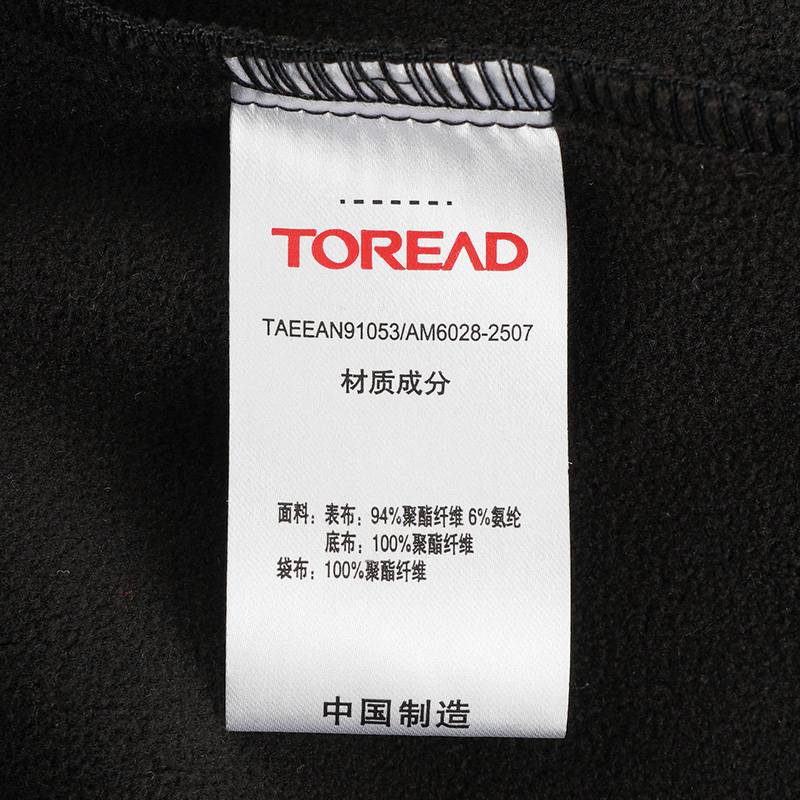 TOREAD
TAEEAN91053/AM6028-2507
材质成分
面料：表布：94%聚酯纤维 6%氨纶
底布：100%聚酯纤维
袋布：100%聚酯纤维
中国制造